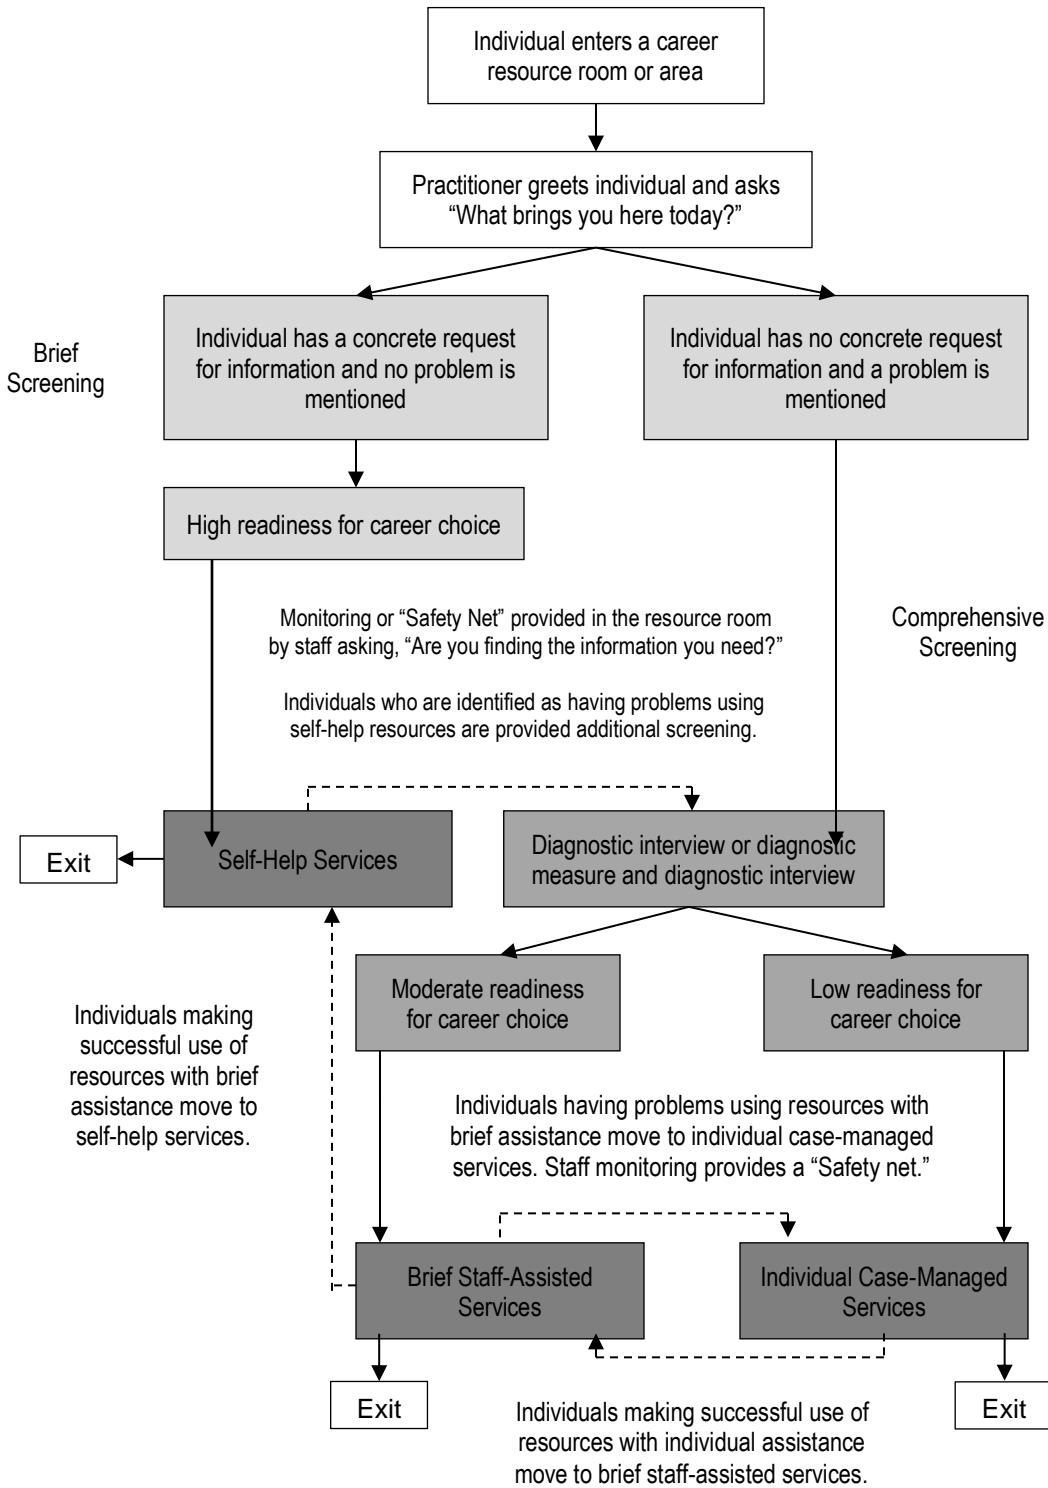 Individual enters a career
resource room or area
Practitioner greets individual and asks
“What brings you here today?”
Brief
Screening
Individual has a concrete request
for information and no problem is
mentioned
Individual has no concrete request
for information and a problem is
mentioned
High readiness for career choice
Monitoring or “Safety Net” provided in the resource room
by staff asking, “Are you finding the information you need?”
Comprehensive
Screening
Individuals who are identified as having problems using
self-help resources are provided additional screening.
Exit
Self-Help Services
Diagnostic interview or diagnostic
measure and diagnostic interview
Moderate readiness
for career choice
Low readiness for
career choice
Individuals making
successful use of
resources with brief
assistance move to
self-help services.
Individuals having problems using resources with
brief assistance move to individual case-managed
services. Staff monitoring provides a “Safety net.”
Brief Staff-Assisted
Services
Individual Case-Managed
Services
Exit
Exit
Individuals making successful use of
resources with individual assistance
move to brief staff-assisted services.